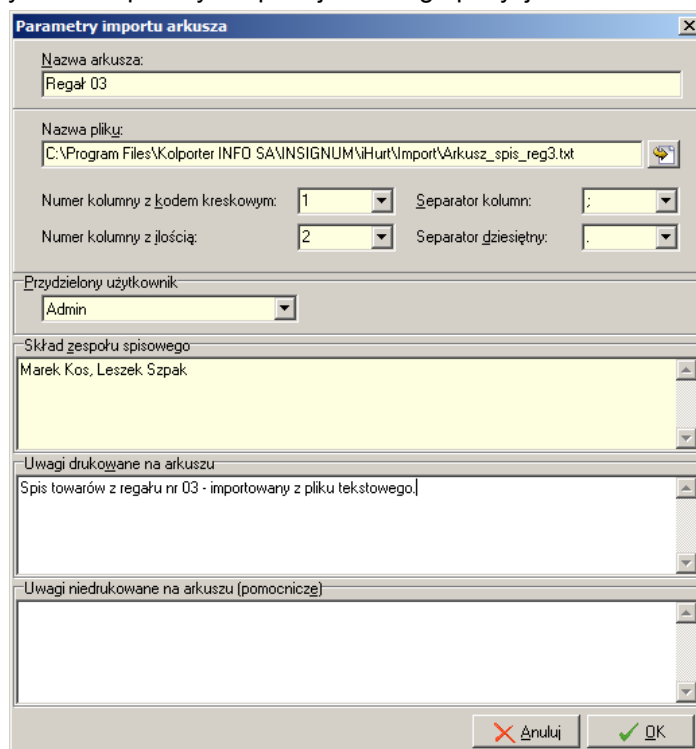 Parametry importu arkusza
Nazwa arkusza:
Regał 03
Nazwa pliku:
C:\Program Files\Kolporter INFO SA\INSIGNUM\iHurt\Import\Arkusz_spis_reg3.txt
Numer kolumny z kodem kreskowym: 1 Separator kolumn: ;
Numer kolumny z ilością: 2 Separator dziesiętny: .
Przydzielony użytkownik
Admin
Skład zespołu spisowego
Marek Kos, Leszek Szpak
Uwagi drukowane na arkuszu
Spis towarów z regału nr 03 - importowany z pliku tekstowego.
Uwagi niedrukowane na arkuszu (pomocnicze)
Anuluj OK